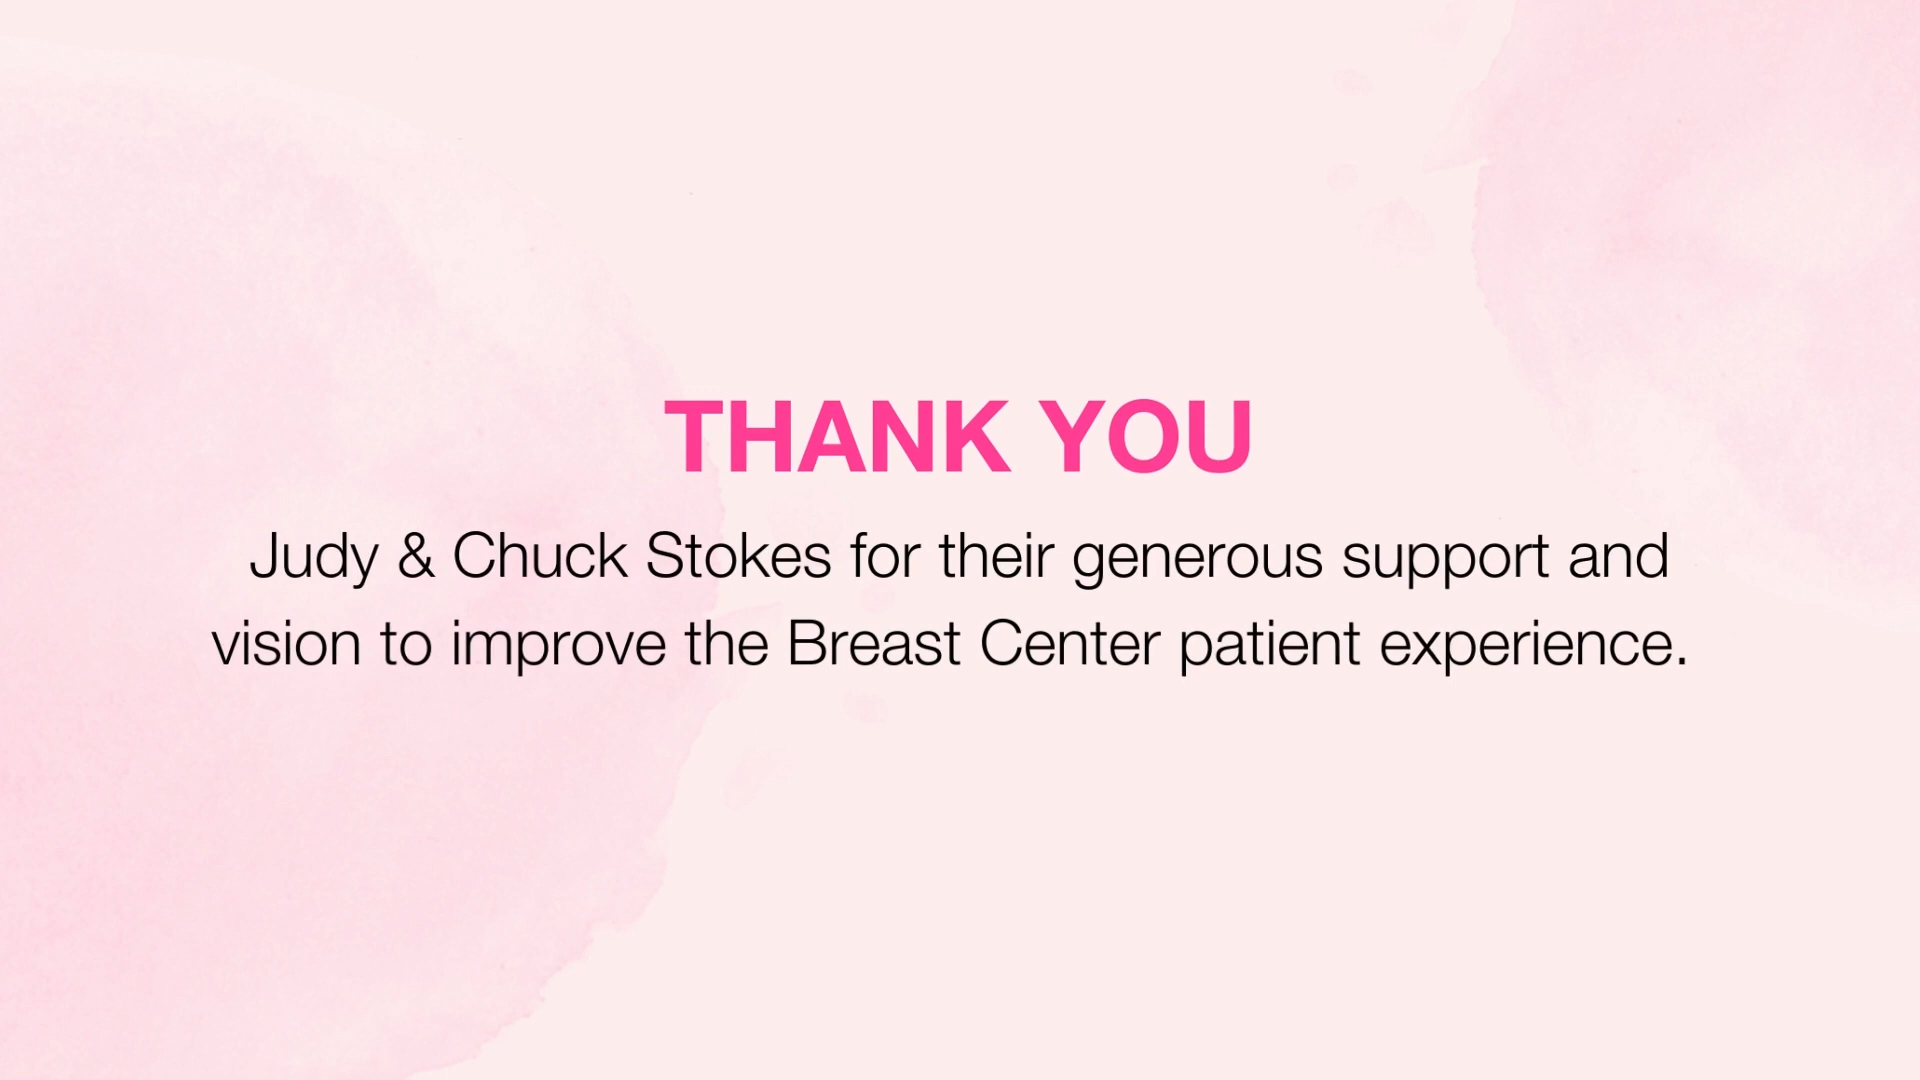 THANK YOU
Judy & Chuck Stokes for their generous support and
vision to improve the Breast Center patient experience.